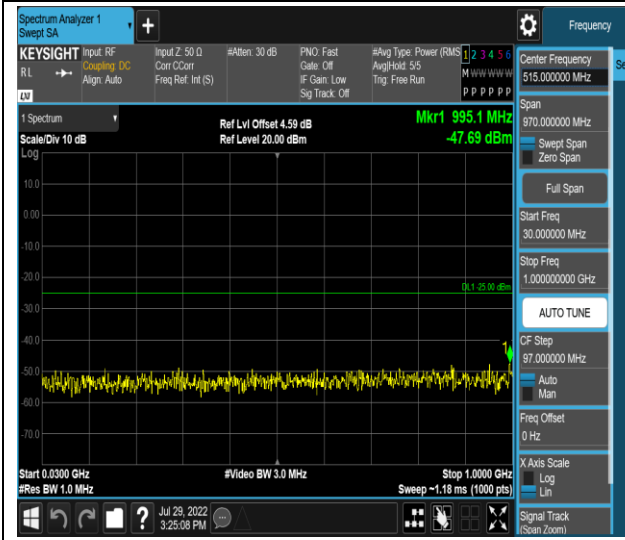 Spectrum Analyzer 1
Swept SA
Frequency
KEYSIGHT
RL
LXI
Input: RF
Coupling: DC
Align: Auto
Input Z: 50 Ω
Corr CCorr
Freq Ref: Int (S)
#Atten: 30 dB
PNO: Fast
Gate: Off
IF Gain: Low
Sig Track: Off
#Avg Type: Power (RMS
Avg|Hold: 5/5
Trig: Free Run
1 2 3 4 5 6
M W W W W W
P P P P P P
1 Spectrum
Scale/Div 10 dB
Log
Ref Lvl Offset 4.59 dB
Ref Level 20.00 dBm
Mkr1 995.1 MHz
-47.69 dBm
10.0
0.00
-10.0
-20.0
DL1 -25.00 dBm
-30.0
-40.0
1
-50.0
-60.0
-70.0
Start 0.0300 GHz
#Res BW 1.0 MHz
#Video BW 3.0 MHz
Stop 1.0000 GHz
Sweep ~1.18 ms (1000 pts)
Center Frequency
515.000000 MHz
Se
Span
970.000000 MHz
Swept Span
Zero Span
Full Span
Start Freq
30.000000 MHz
Stop Freq
1.000000000 GHz
AUTO TUNE
CF Step
97.000000 MHz
Auto
Man
Freq Offset
0 Hz
X Axis Scale
Log
Lin
Signal Track
(Span Zoom)
?
Jul 29, 2022
3:25:08 PM